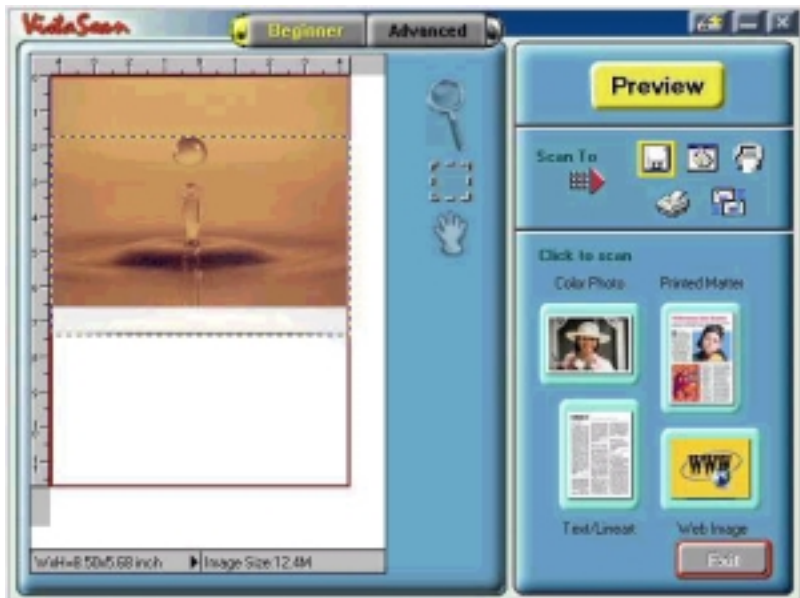 VistaScan
Beginner
Advanced
Preview
Scan To
Click to scan
Color Photo
Printed Matter
WWW
Text/Lineart
Web Image
WxH=8.50x5.68 inch
Image Size:12.4M
Exit